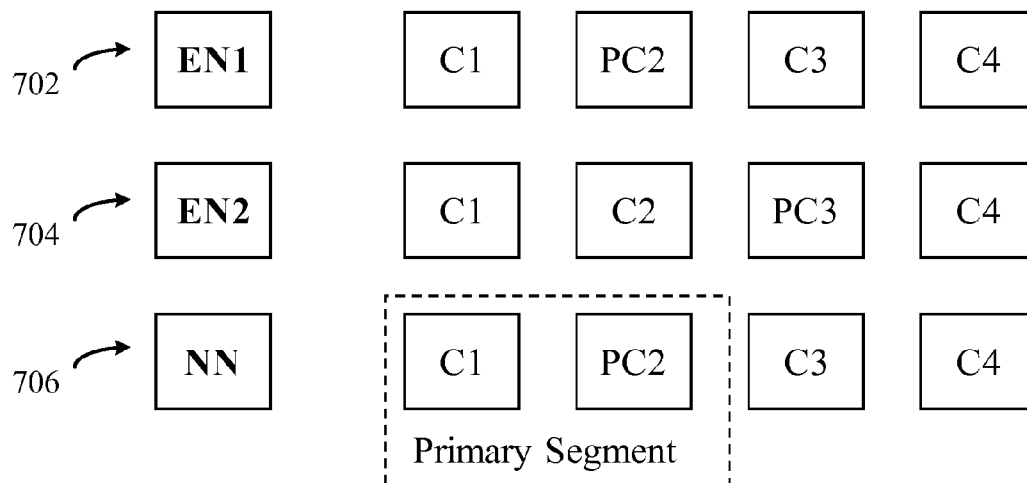 702 EN1 C1 PC2 C3 C4
704 EN2 C1 C2 PC3 C4
706 NN C1 PC2 C3 C4
Primary Segment